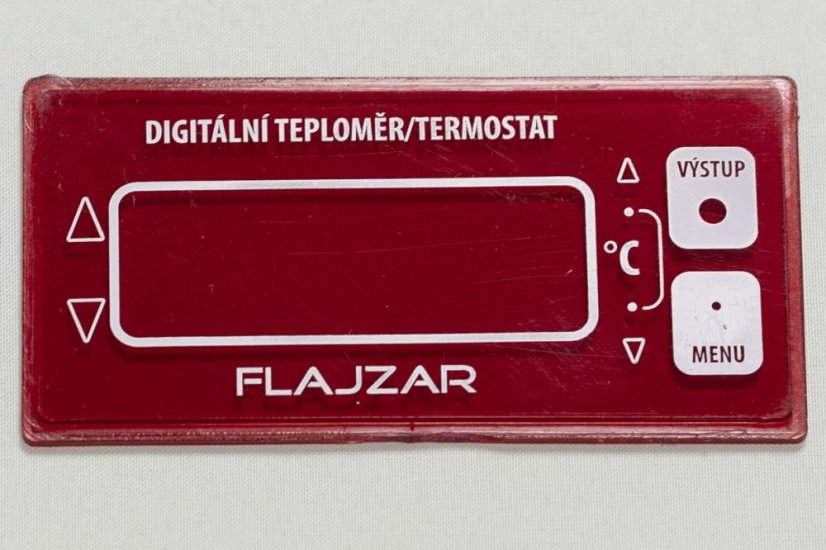 DIGITÁLNÍ TEPLOMĚR/TERMOSTAT
VÝSTUP
°C
MENU
FLAJZAR